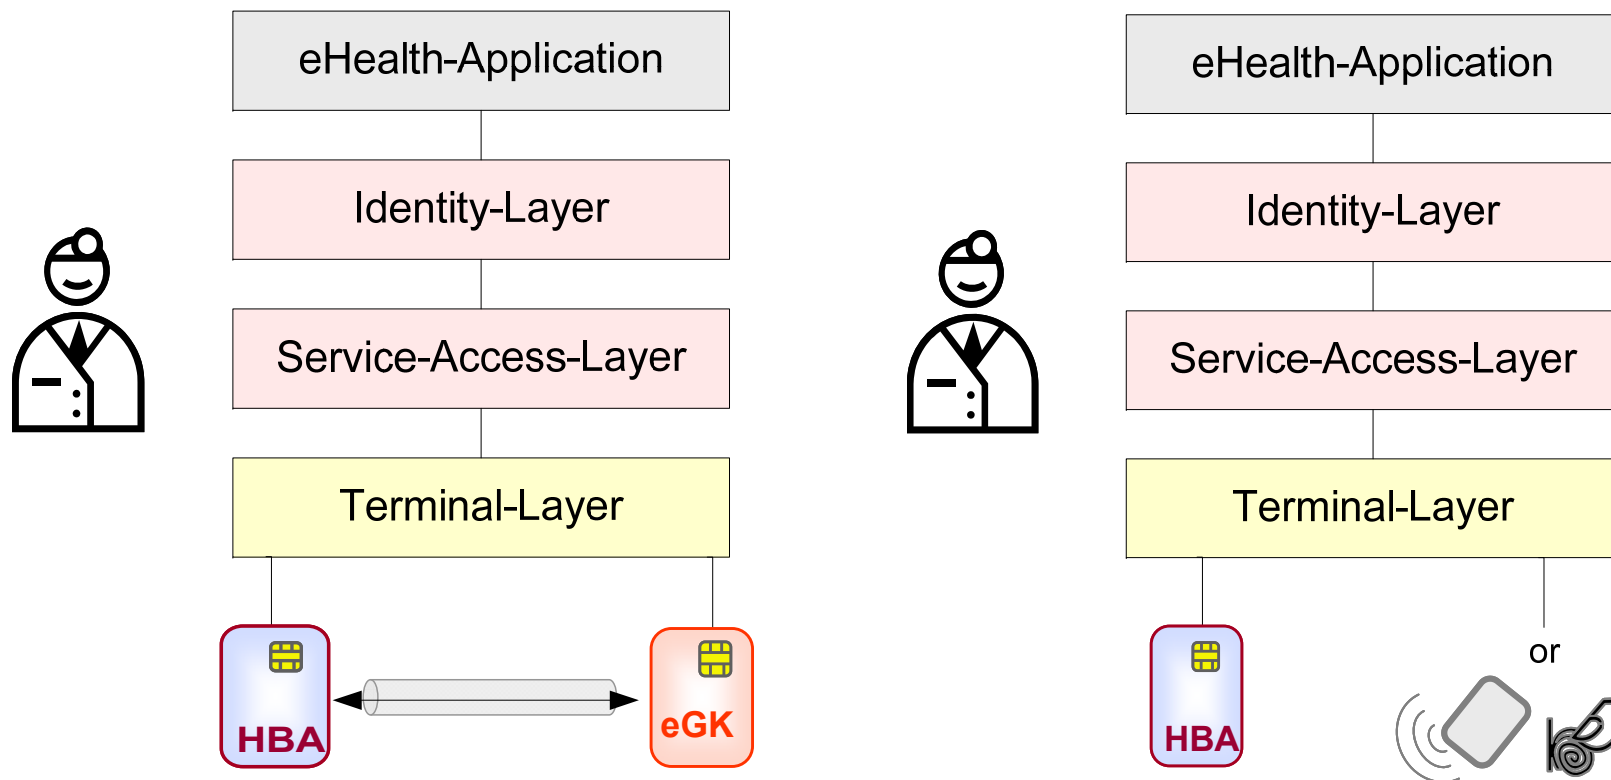 eHealth-Application
Identity-Layer
Service-Access-Layer
Terminal-Layer
HBA
eGK
eHealth-Application
Identity-Layer
Service-Access-Layer
Terminal-Layer
or
HBA